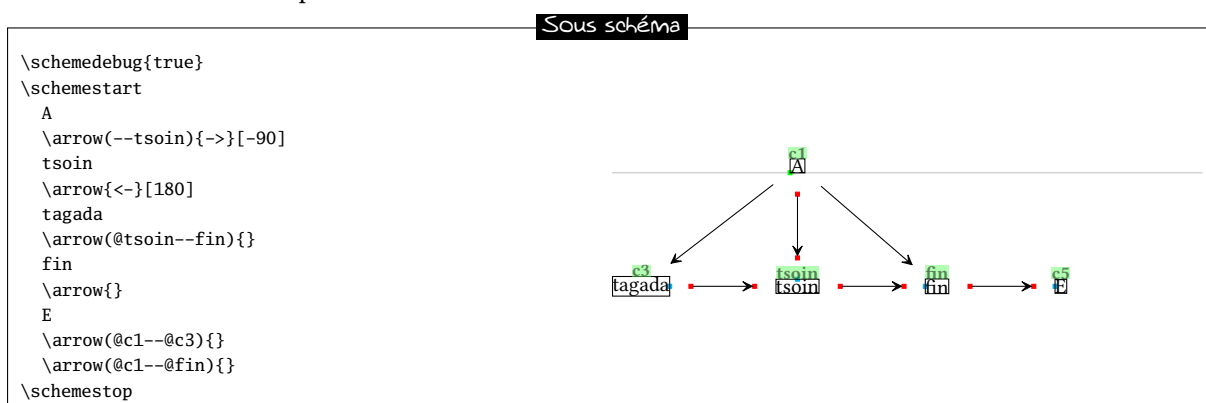 Sous schéma
\schemedebug{true}
\schemestart
A
\arrow(--tsoin){->}[-90]
tsoin
\arrow{<-}[180]
tagada
\arrow(@tsoin--fin){}
fin
\arrow{}
E
\arrow(@c1--@c3){}
\arrow(@c1--@fin){}
\schemestop
c1
A
c3 tsoin fin c5
tagada tsoin fin E